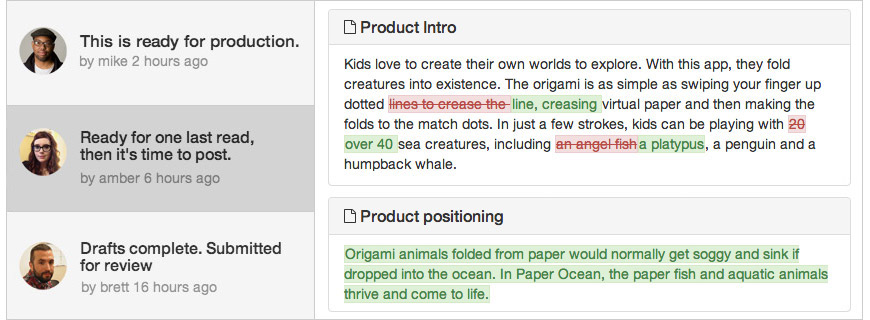 This is ready for production.
by mike 2 hours ago
Ready for one last read,
then it's time to post.
by amber 6 hours ago
Drafts complete. Submitted
for review
by brett 16 hours ago
Product Intro
Kids love to create their own worlds to explore. With this app, they fold
creatures into existence. The origami is as simple as swiping your finger up
dotted lines to crease the line, creasing virtual paper and then making the
folds to the match dots. In just a few strokes, kids can be playing with 20
over 40 sea creatures, including an angel fish a platypus, a penguin and a
humpback whale.
Product positioning
Origami animals folded from paper would normally get soggy and sink if
dropped into the ocean. In Paper Ocean, the paper fish and aquatic animals
thrive and come to life.